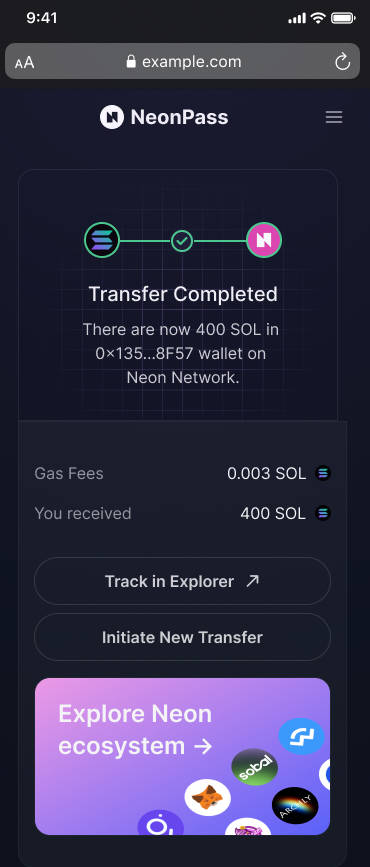 9:41
AA
example.com
NeonPass
Transfer Completed
There are now 400 SOL in
0×135...8F57 wallet on
Neon Network.
Gas Fees 0.003 SOL
You received 400 SOL
Track in Explorer ↗
Initiate New Transfer
Explore Neon
ecosystem →
sobal